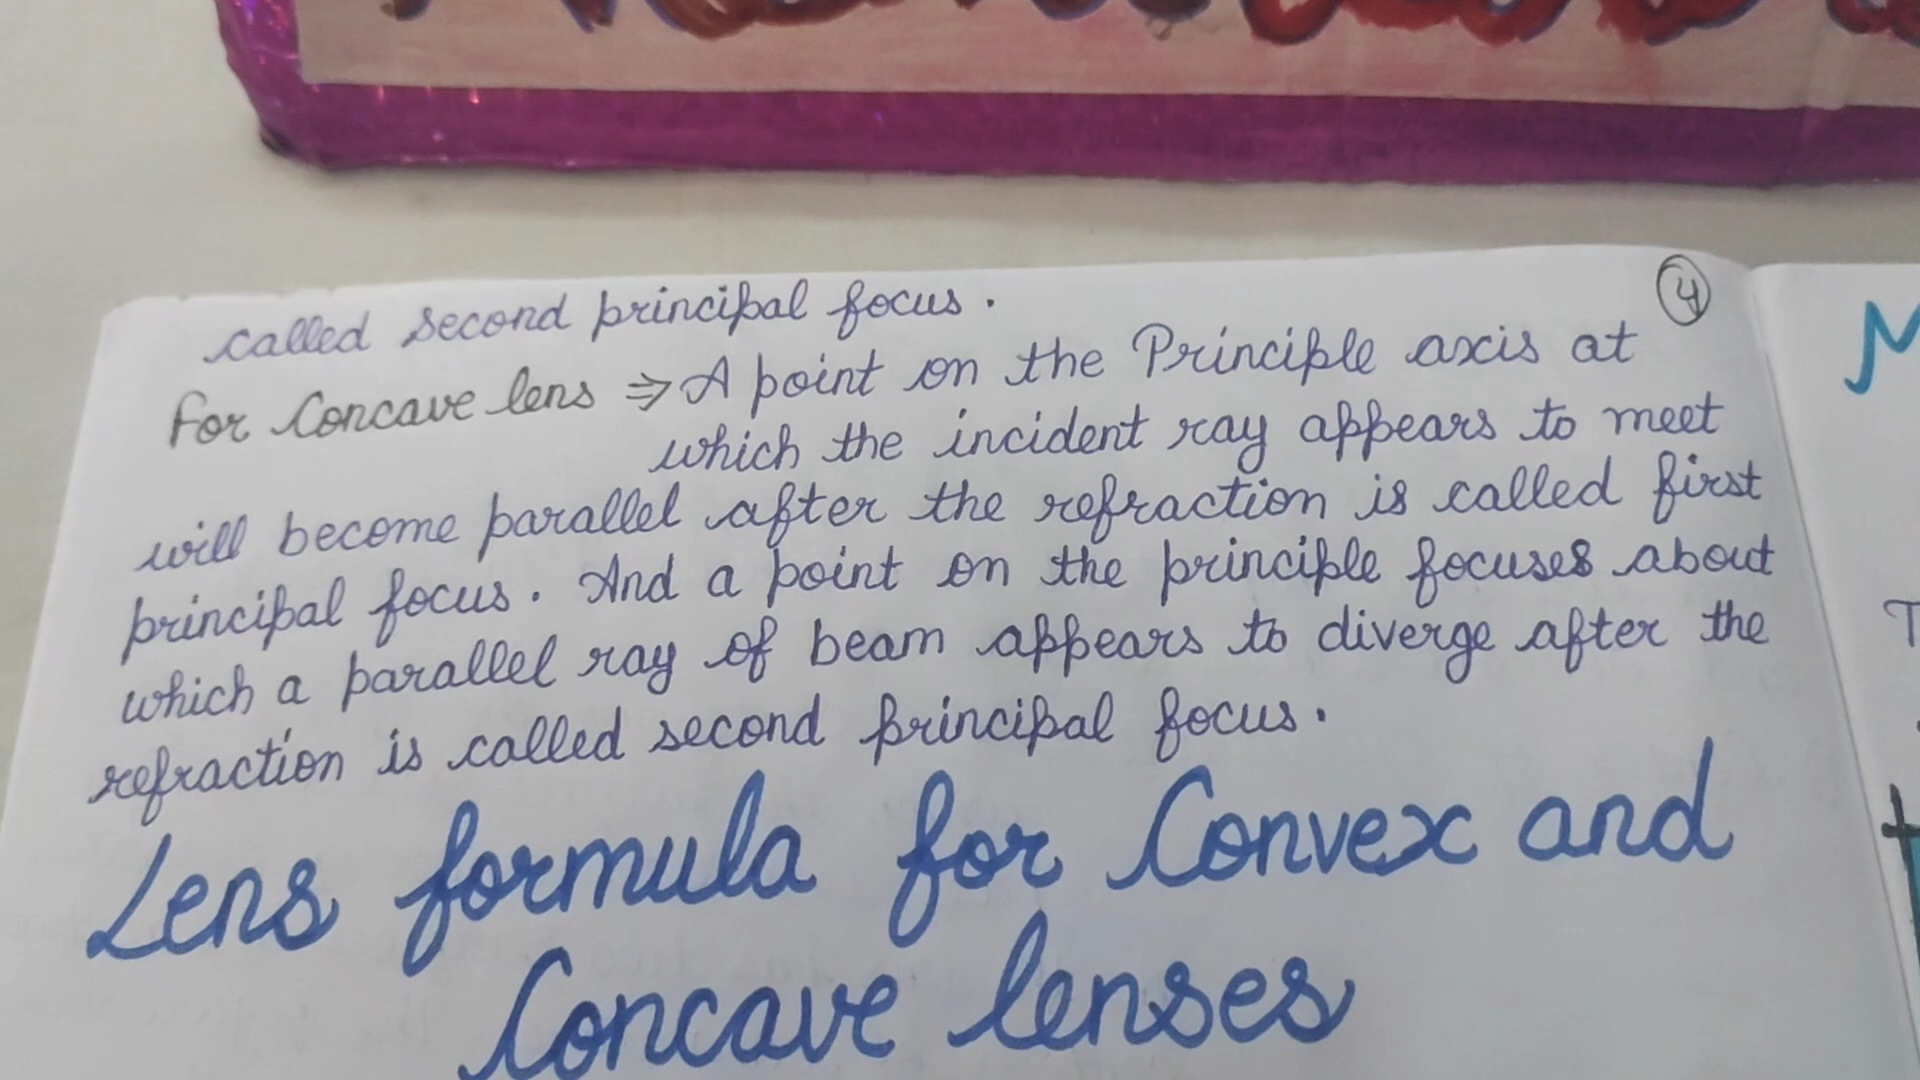 4
called second principal focus.
For Concave lens ⇒ A point on the Principle axis at
which the incident ray appears to meet
will become parallel after the refraction is called first
principal focus. And a point on the principle focuses about
which a parallel ray of beam appears to diverge after the
refraction is called second principal focus.
Lens formula for Convex and
Concave lenses